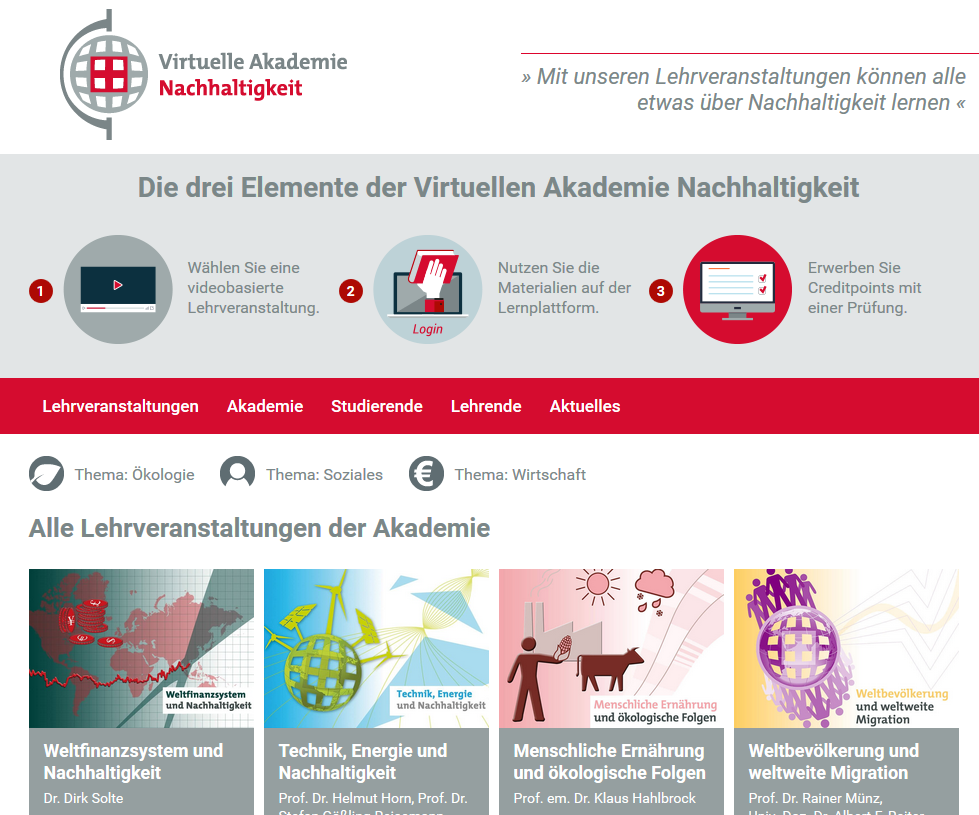 Virtuelle Akademie
Nachhaltigkeit
» Mit unseren Lehrveranstaltungen können alle
etwas über Nachhaltigkeit lernen «
Die drei Elemente der Virtuellen Akademie Nachhaltigkeit
1
Wählen Sie eine
videobasierte
Lehrveranstaltung.
2
Login
Nutzen Sie die
Materialien auf der
Lernplattform.
3
Erwerben Sie
Creditpoints mit
einer Prüfung.
Lehrveranstaltungen Akademie Studierende Lehrende Aktuelles
Thema: Ökologie Thema: Soziales Thema: Wirtschaft
Alle Lehrveranstaltungen der Akademie
Weltfinanzsystem
und Nachhaltigkeit
Weltfinanzsystem und
Nachhaltigkeit
Dr. Dirk Solte
Technik, Energie
und Nachhaltigkeit
Technik, Energie und
Nachhaltigkeit
Prof. Dr. Helmut Horn, Prof. Dr.
Menschliche Ernährung
und ökologische Folgen
Menschliche Ernährung
und ökologische Folgen
Prof. em. Dr. Klaus Hahlbrock
Weltbevölkerung
und weltweite
Migration
Weltbevölkerung und
weltweite Migration
Prof. Dr. Rainer Münz,